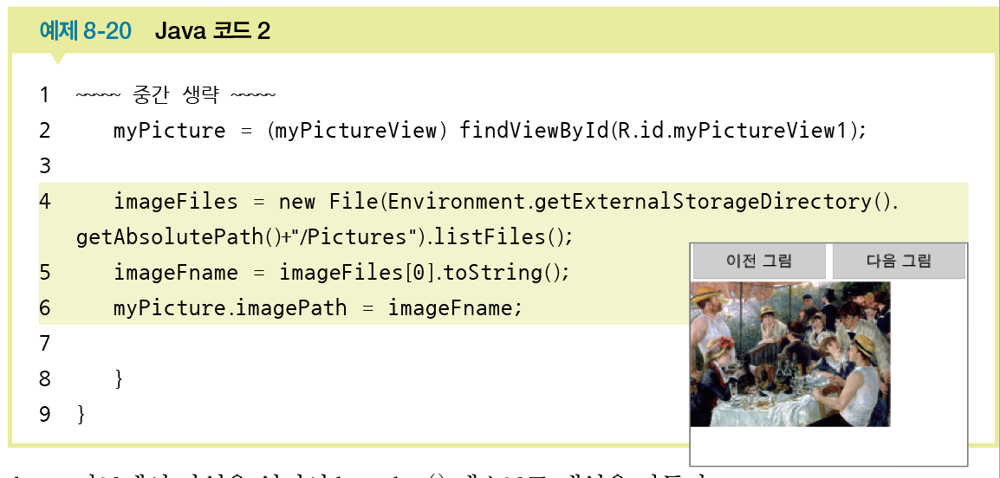 예제 8-20 Java 코드 2
1 ~~~~~ 중간 생략 ~~~~~
2 myPicture = (myPictureView) findViewById(R.id.myPictureView1);
3
4 imageFiles = new File(Environment.getExternalStorageDirectory().
getAbsolutePath()+"/Pictures").listFiles();
5 imageFname = imageFiles[0].toString();
6 myPicture.imagePath = imageFname;
이전 그림 다음 그림
7
8 }
9 }